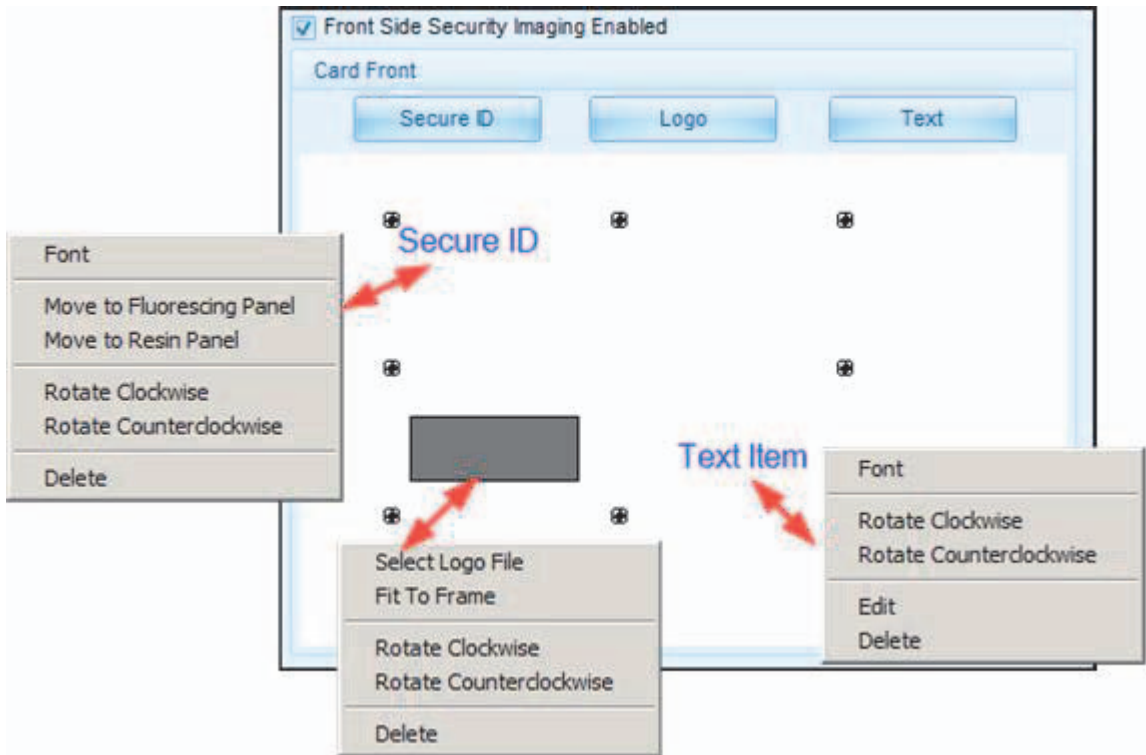 Front Side Security Imaging Enabled
Card Front
Secure ID
Logo
Text
Secure ID
Font
Move to Fluorescing Panel
Move to Resin Panel
Rotate Clockwise
Rotate Counterclockwise
Delete
Text Item
Font
Rotate Clockwise
Rotate Counterclockwise
Edit
Delete
Select Logo File
Fit To Frame
Rotate Clockwise
Rotate Counterclockwise
Delete